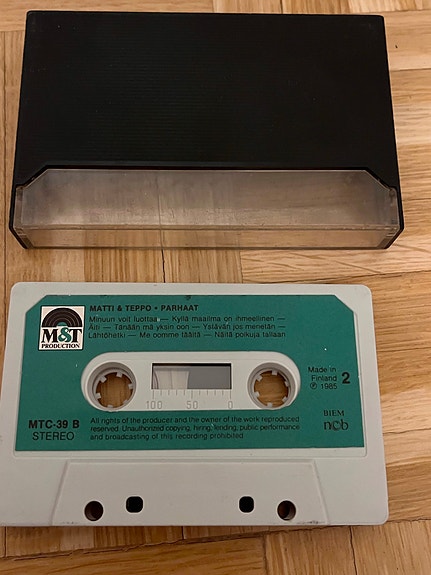 MATTI & TEPPO • PARHAAT
Minuun voit luottaa — Kyllä maailma on ihmeellinen —
Äiti — Tänään mä yksin oon — Ystävän jos menetän —
Lähtöhetki — Me oomme täältä — Näitä poikuja tallaan
M&T
PRODUCTION
Made in
Finland
℗ 1985
2
100 50 0
MTC-39 B
STEREO
All rights of the producer and the owner of the work reproduced
reserved. Unauthorized copying, hiring, lending, public performance
and broadcasting of this recording prohibited
BIEM
ncb